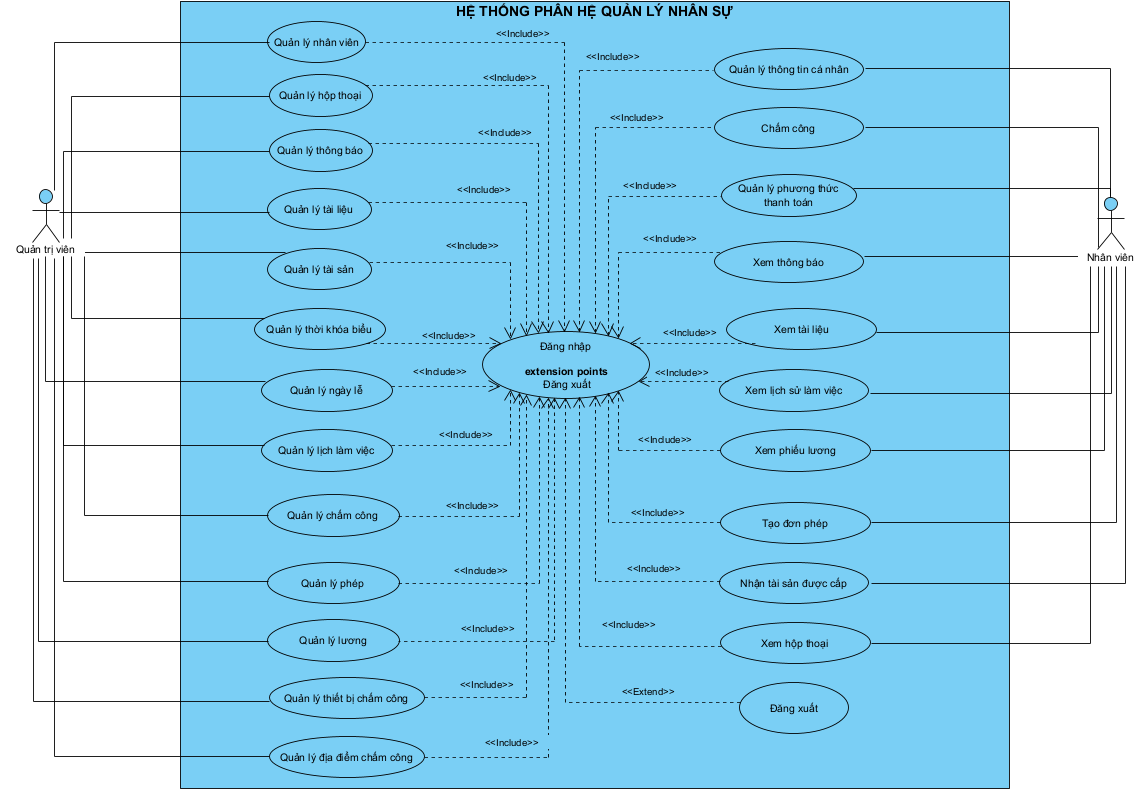 HỆ THỐNG PHÂN HỆ QUẢN LÝ NHÂN SỰ
Quản lý nhân viên
<<Include>>
<<Include>>
Quản lý thông tin cá nhân
Quản lý hộp thoại
<<Include>>
<<Include>>
Chấm công
Quản lý thông báo
<<Include>>
Quản lý tài liệu
<<Include>>
<<Include>>
Quản lý phương thức
thanh toán
Quản trị viên
Nhân viên
Quản lý tài sản
<<Include>>
<<Include>>
Xem thông báo
Quản lý thời khóa biểu
<<Include>>
<<Include>>
Xem tài liệu
Đăng nhập
extension points
Đăng xuất
Quản lý ngày lễ
<<Include>>
<<Include>>
Xem lịch sử làm việc
Quản lý lịch làm việc
<<Include>>
<<Include>>
Xem phiếu lương
Quản lý chấm công
<<Include>>
<<Include>>
Tạo đơn phép
Quản lý phép
<<Include>>
<<Include>>
Nhận tài sản được cấp
Quản lý lương
<<Include>>
<<Include>>
Xem hộp thoại
Quản lý thiết bị chấm công
<<Include>>
<<Extend>>
Đăng xuất
Quản lý địa điểm chấm công
<<Include>>